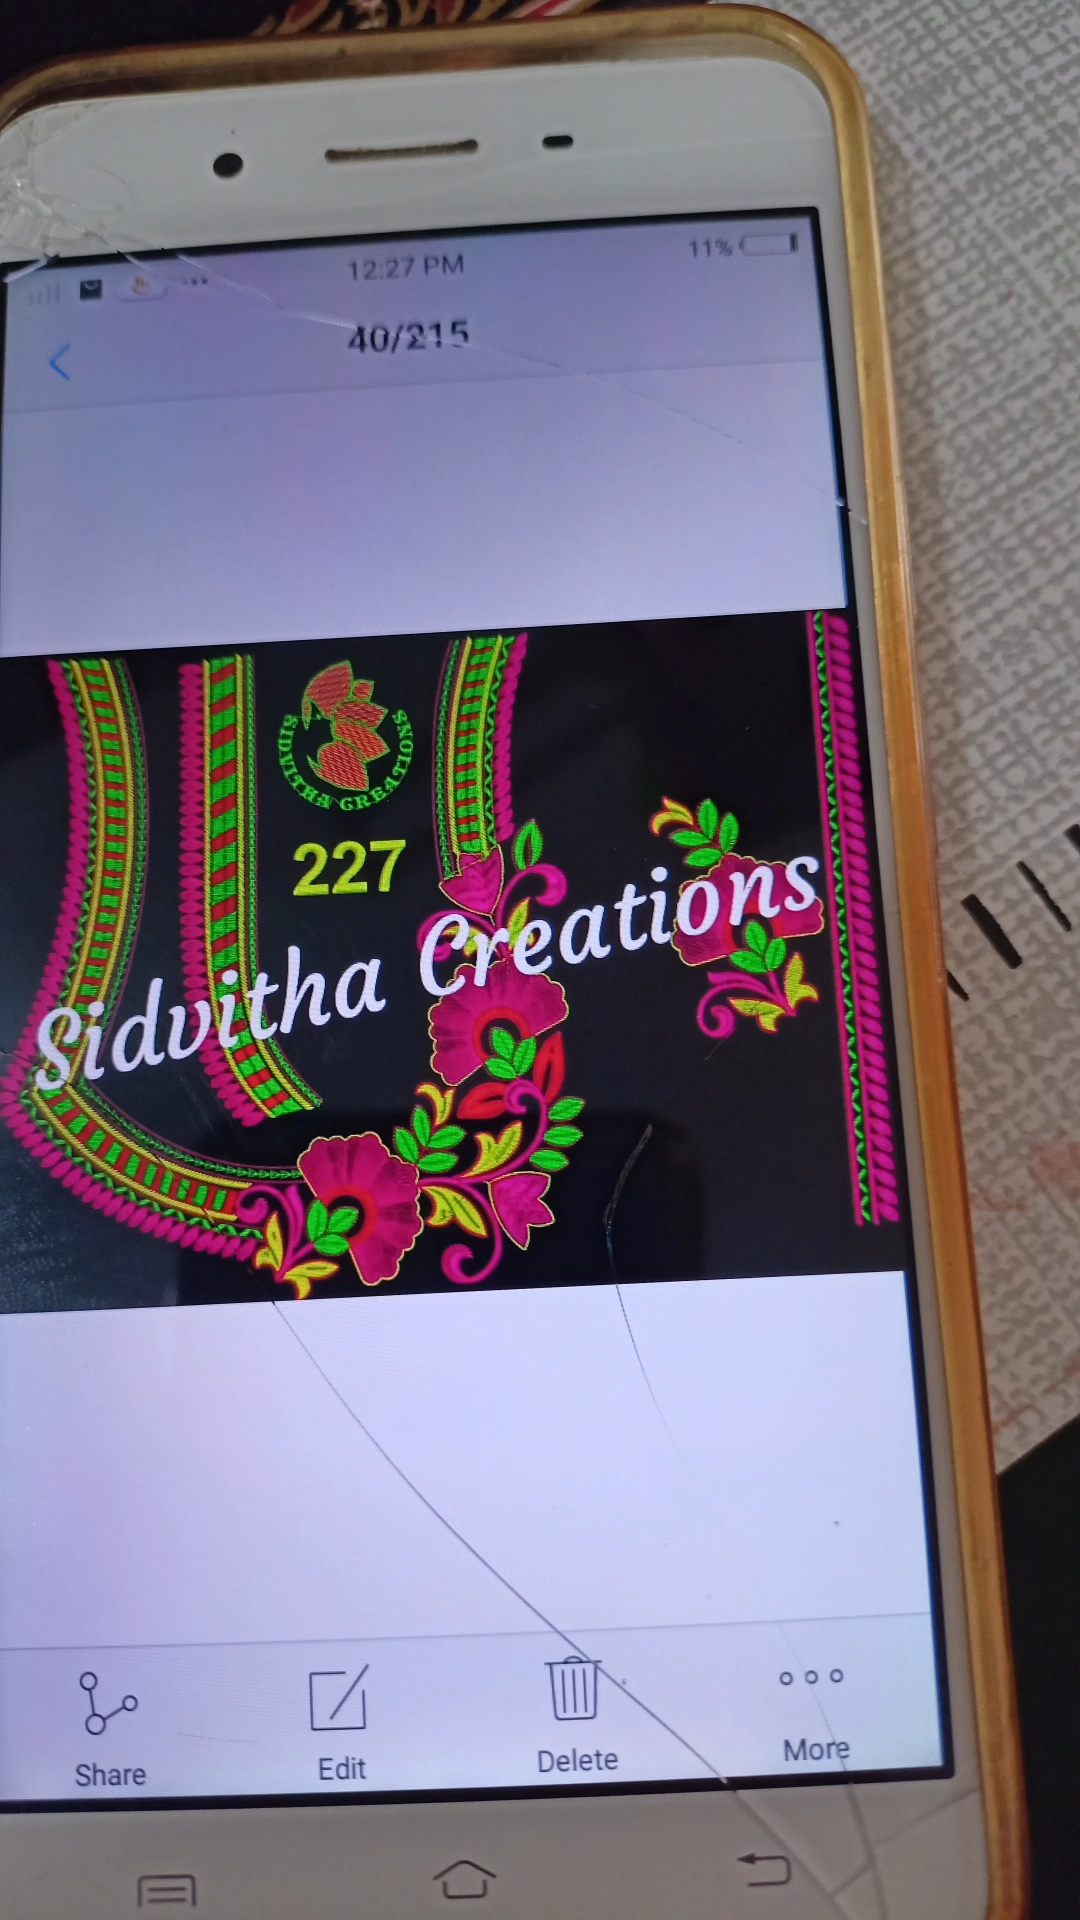 12:27 PM
11%
40/215
SIDVITHA CREATIONS
227
Sidvitha Creations
Share
Edit
Delete
More